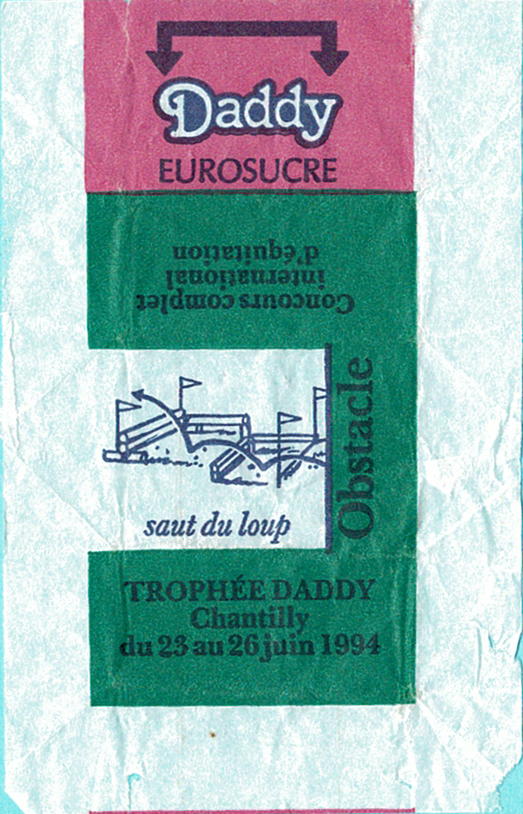 Daddy
EUROSUCRE
Concours complet
international
d'équitation
Obstacle
saut du loup
TROPHÉE DADDY
Chantilly
du 23 au 26 juin 1994